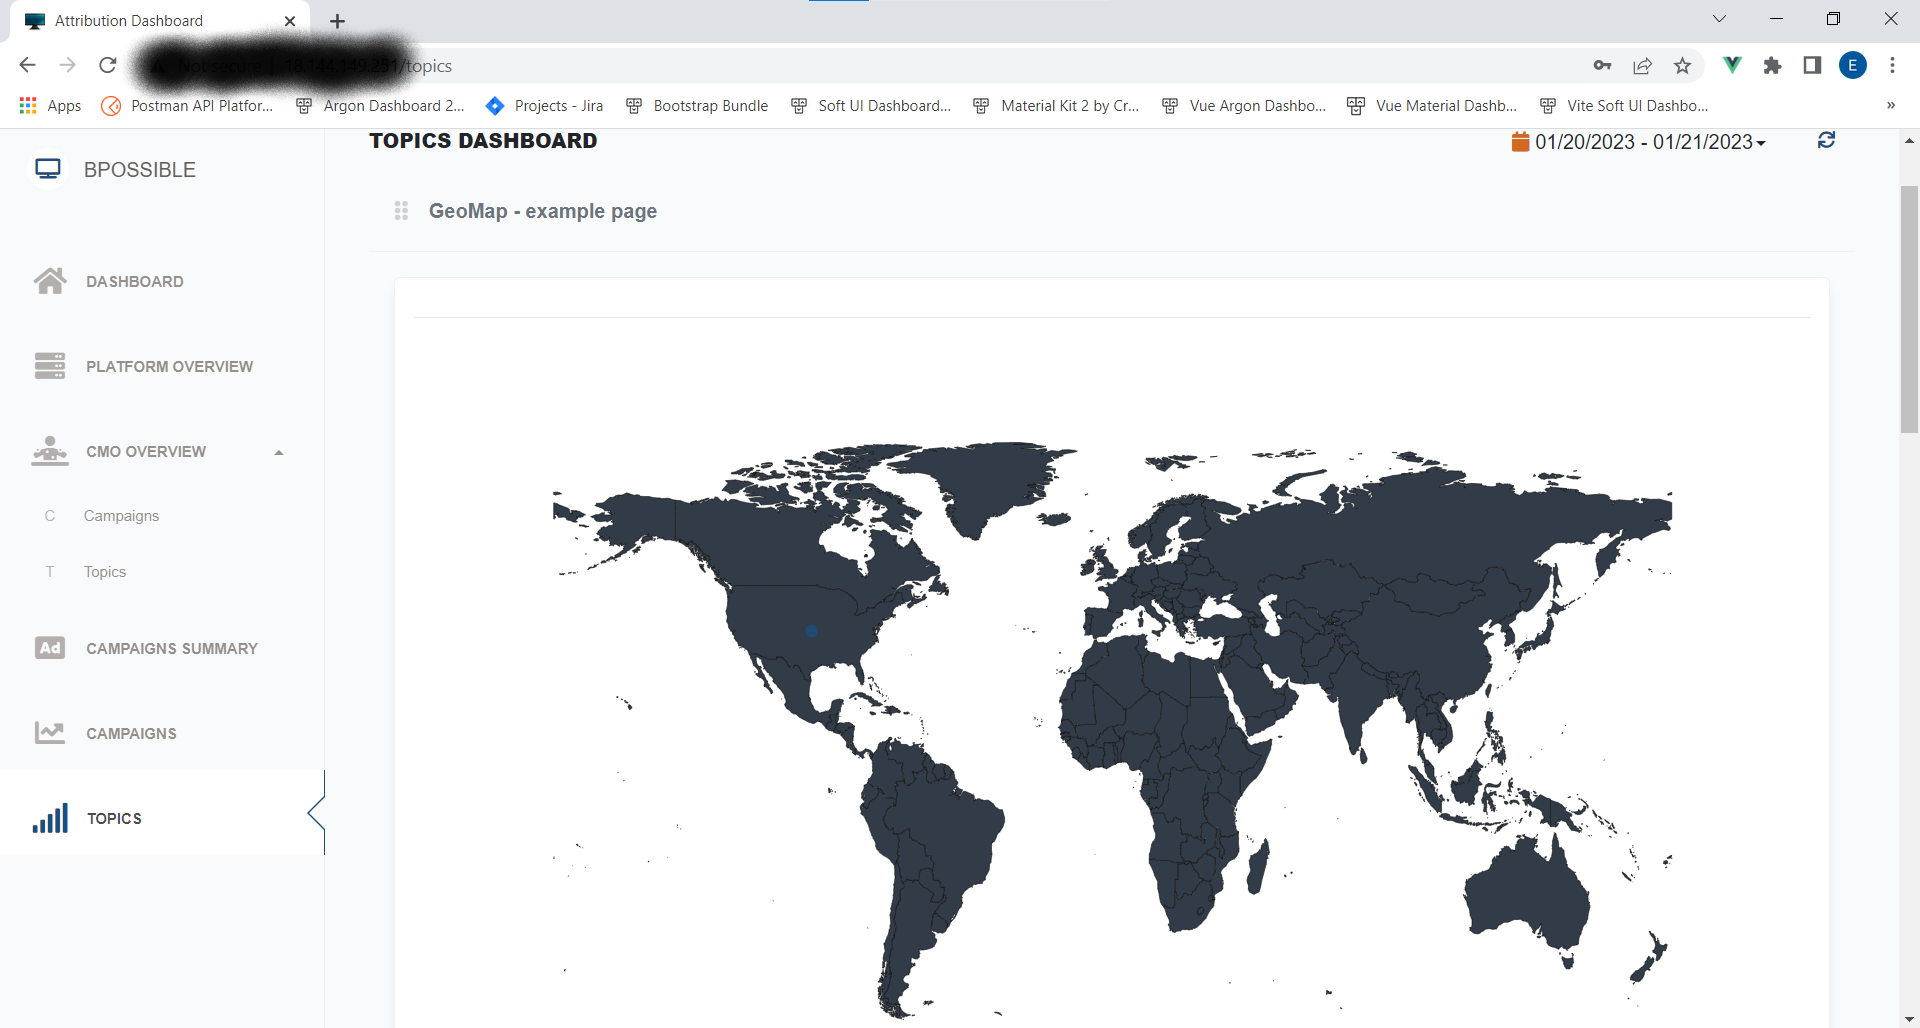 Attribution Dashboard
/topics
E
Apps
Postman API Platfor...
Argon Dashboard 2...
Projects - Jira
Bootstrap Bundle
Soft UI Dashboard...
Material Kit 2 by Cr...
Vue Argon Dashbo...
Vue Material Dashb...
Vite Soft UI Dashbo...
»
BPOSSIBLE
TOPICS DASHBOARD
01/20/2023 - 01/21/2023
GeoMap - example page
DASHBOARD
PLATFORM OVERVIEW
CMO OVERVIEW
C Campaigns
T Topics
Ad CAMPAIGNS SUMMARY
CAMPAIGNS
TOPICS